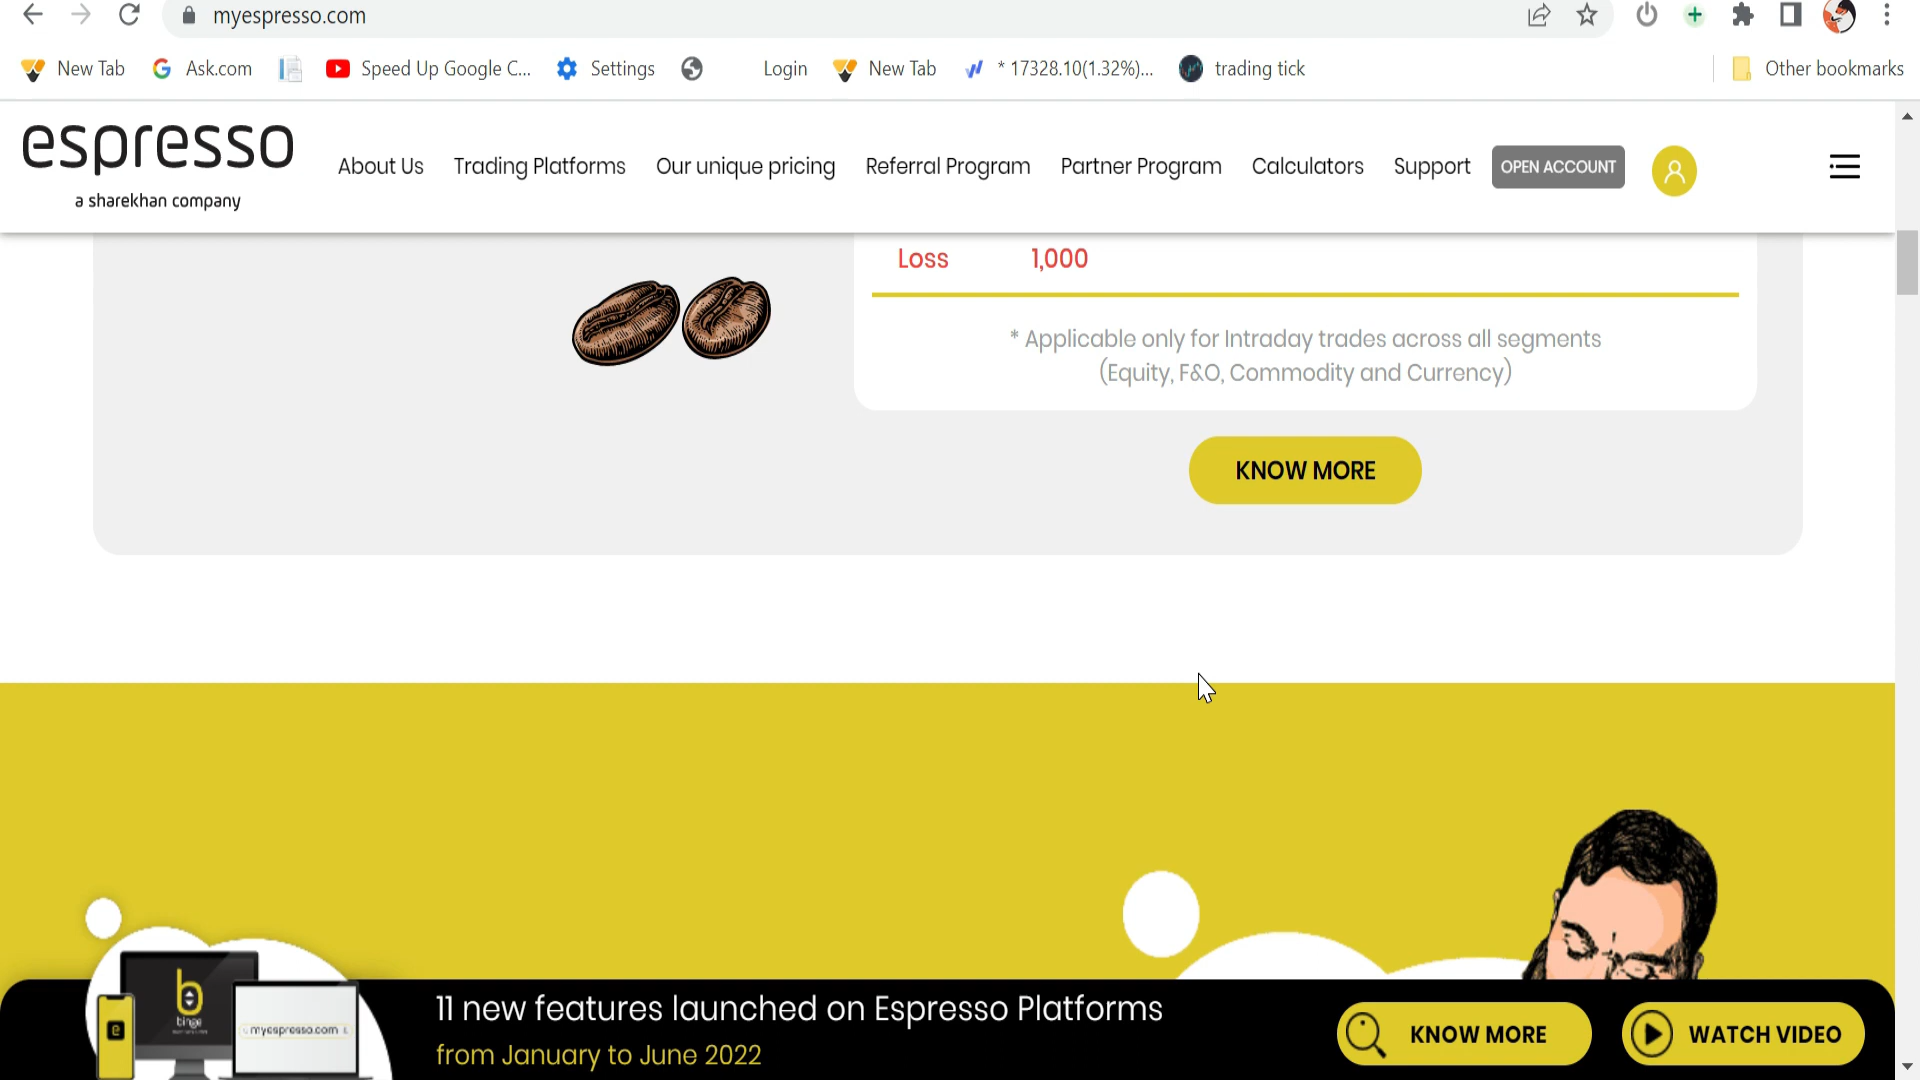 myespresso.com
New Tab
Ask.com
Speed Up Google C...
Settings
Login
New Tab
* 17328.10(1.32%)...
trading tick
Other bookmarks
espresso
a sharekhan company
About Us
Trading Platforms
Our unique pricing
Referral Program
Partner Program
Calculators
Support
OPEN ACCOUNT
Loss 1,000
* Applicable only for Intraday trades across all segments
(Equity, F&O, Commodity and Currency)
KNOW MORE
b
binge
myespresso.com
e
11 new features launched on Espresso Platforms
from January to June 2022
KNOW MORE
WATCH VIDEO